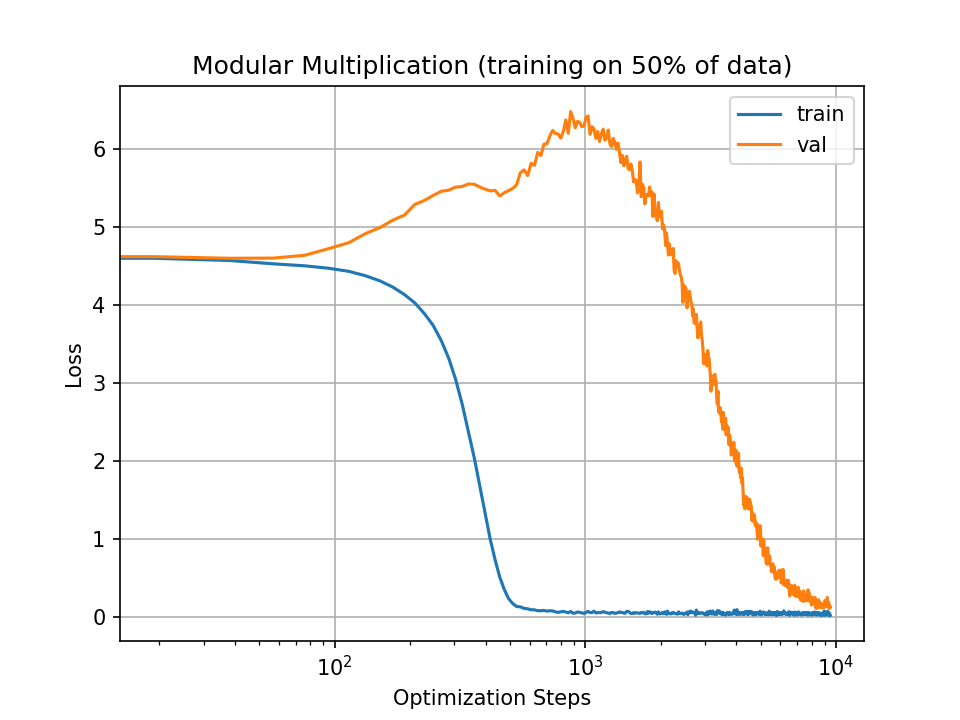 Modular Multiplication (training on 50% of data)
train
val
6
5
4
3
2
1
0
Loss
10²
10³
10⁴
Optimization Steps